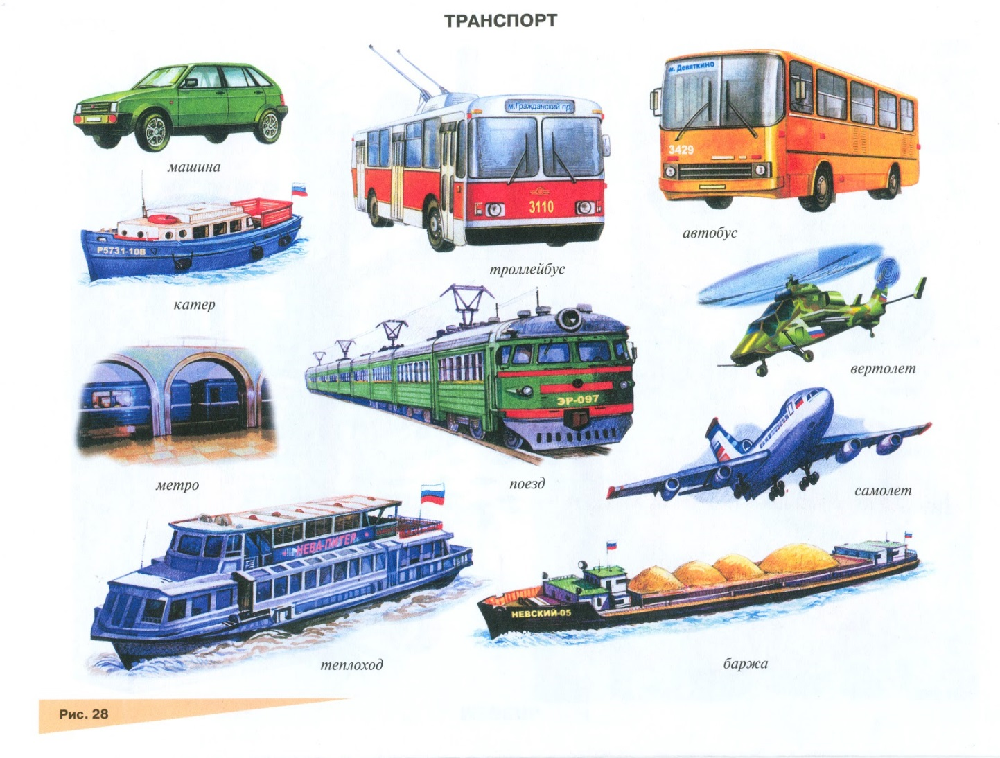 ТРАНСПОРТ
м.Гражданский пр.
м. Девяткино
3429
3110
машина
автобус
Р5731-10В
троллейбус
катер
вертолет
ЭР-097
метро
поезд
самолет
НЕВА-ПИТЕР
НЕВСКИЙ-05
теплоход
баржа
Рис. 28